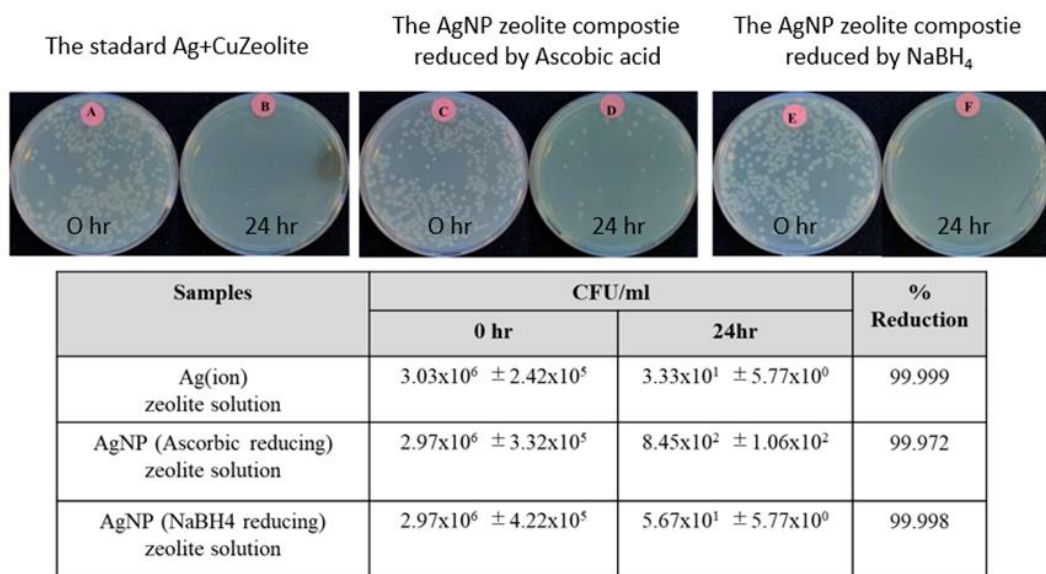 The stadard Ag+CuZeolite
The AgNP zeolite compostie
reduced by Ascobic acid
The AgNP zeolite compostie
reduced by NaBH₄
A
B
C
D
E
F
O hr
24 hr
O hr
24 hr
O hr
24 hr
Samples
CFU/ml
%
Reduction
0 hr
24hr
Ag(ion)
zeolite solution
3.03x10⁶ ±2.42x10⁵
3.33x10¹ ±5.77x10⁰
99.999
AgNP (Ascorbic reducing)
zeolite solution
2.97x10⁶ ±3.32x10⁵
8.45x10² ±1.06x10²
99.972
AgNP (NaBH4 reducing)
zeolite solution
2.97x10⁶ ±4.22x10⁵
5.67x10¹ ±5.77x10⁰
99.998